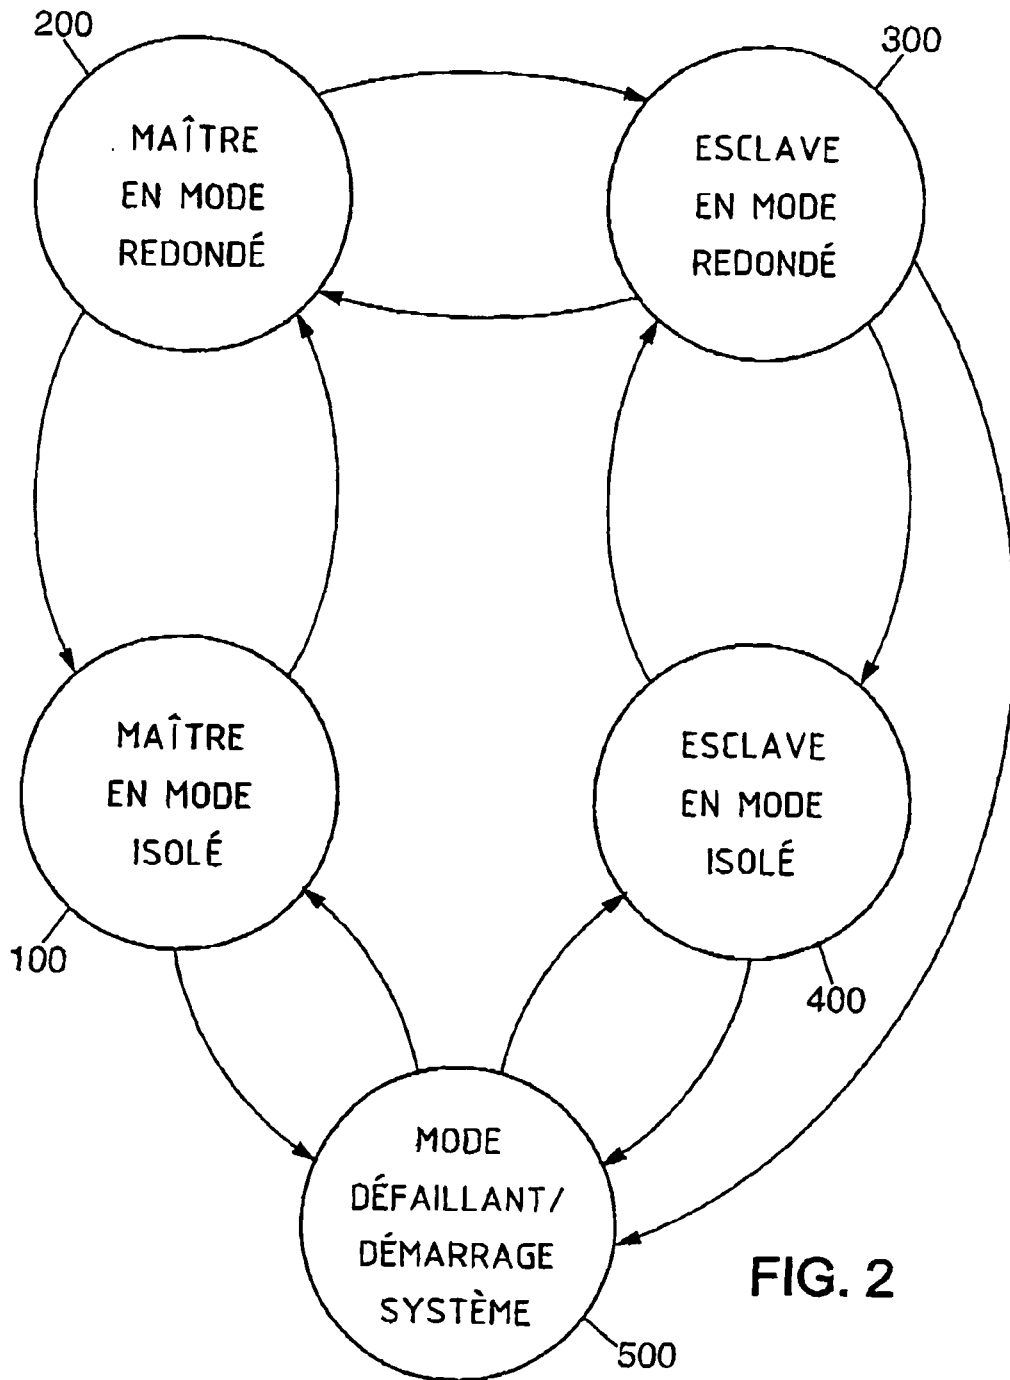 200
300
MAÎTRE
EN MODE
REDONDÉ
ESCLAVE
EN MODE
REDONDÉ
MAÎTRE
EN MODE
ISOLÉ
ESCLAVE
EN MODE
ISOLÉ
100
400
MODE
DÉFAILLANT/
DÉMARRAGE
SYSTÈME
FIG. 2
500